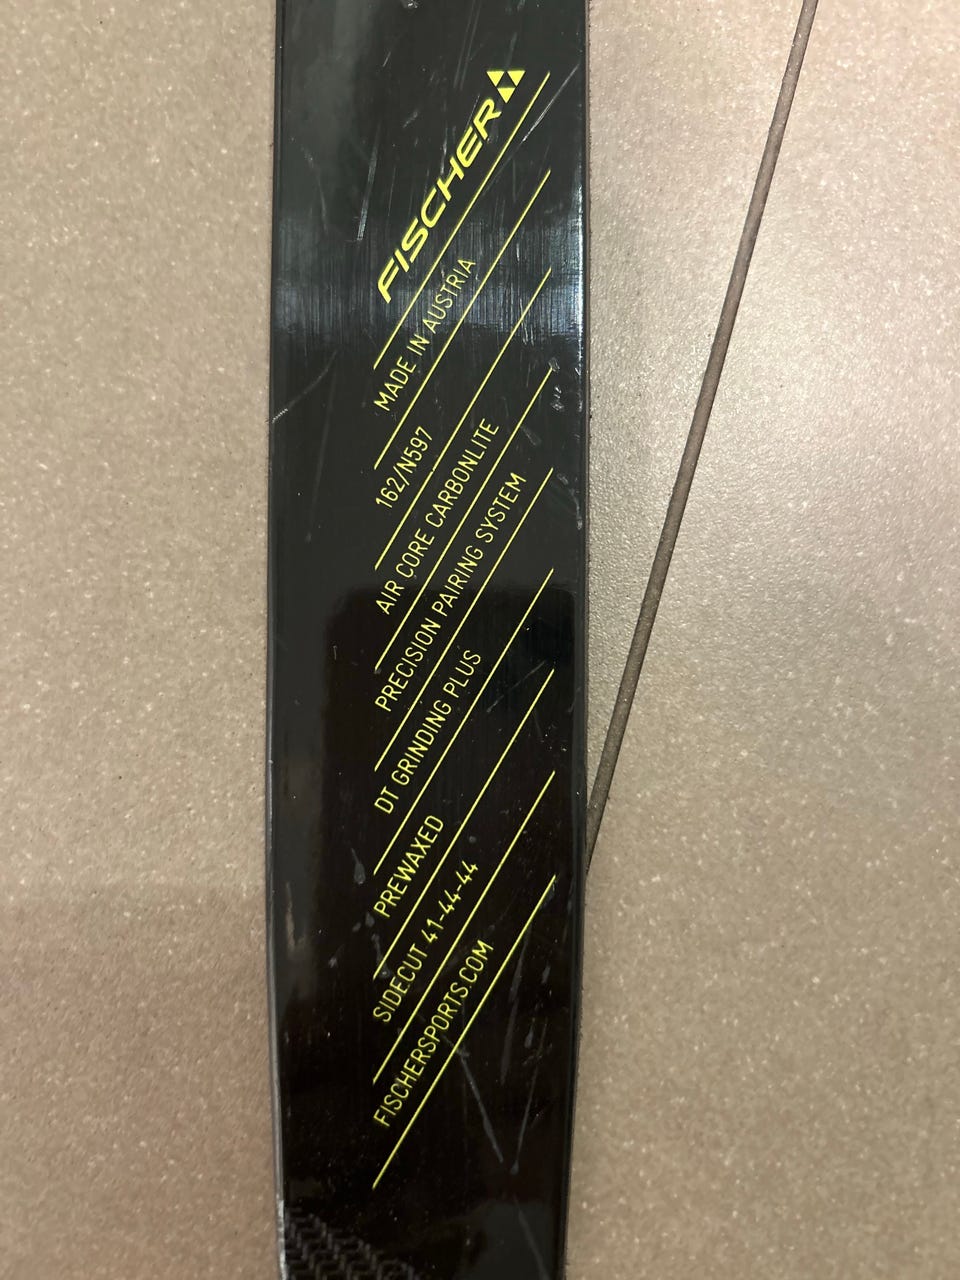 FISCHER
MADE IN AUSTRIA
162/N597
AIR CORE CARBONLITE
PRECISION PAIRING SYSTEM
DT GRINDING PLUS
PREWAXED
SIDECUT 41-44-44
FISCHERSPORTS.COM